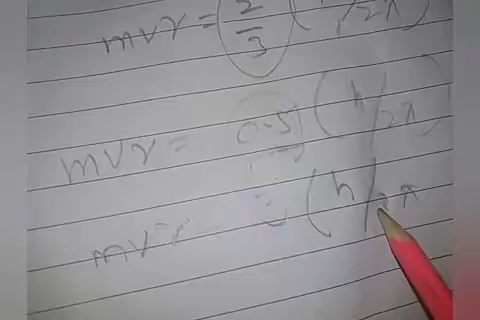 mvr = (2/3) (h/2π)
mvr = 0.5 (h/2π)
mvr = (h/2π